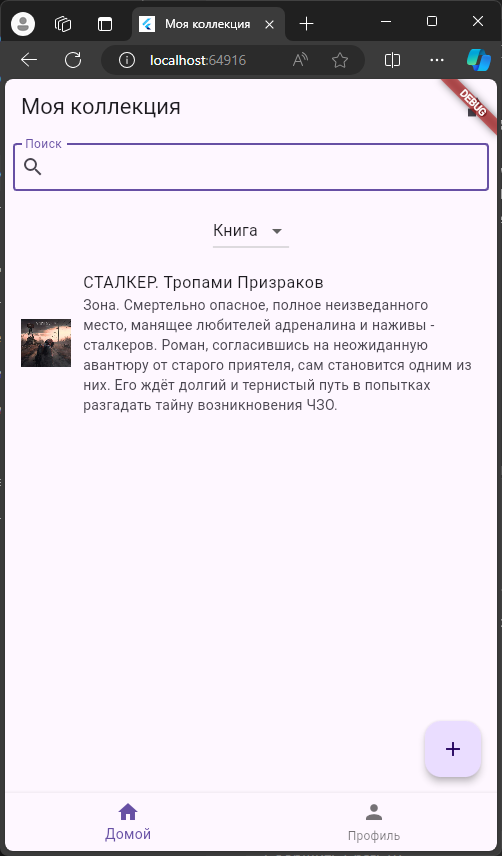 Моя коллекция
localhost:64916
Моя коллекция
DEBUG
Поиск
Книга
СТАЛКЕР. Тропами Призраков
Зона. Смертельно опасное, полное неизведанного
место, манящее любителей адреналина и наживы -
сталкеров. Роман, согласившись на неожиданную
авантюру от старого приятеля, сам становится одним из
них. Его ждёт долгий и тернистый путь в попытках
разгадать тайну возникновения ЧЗО.
Домой
Профиль